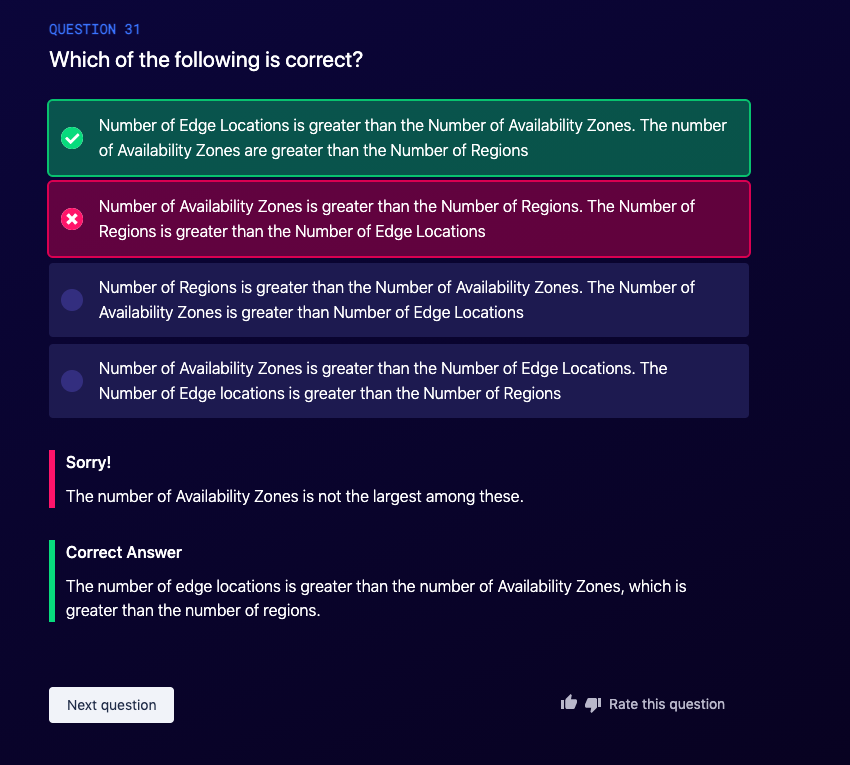 QUESTION 31
Which of the following is correct?
Number of Edge Locations is greater than the Number of Availability Zones. The number
of Availability Zones are greater than the Number of Regions
Number of Availability Zones is greater than the Number of Regions. The Number of
Regions is greater than the Number of Edge Locations
Number of Regions is greater than the Number of Availability Zones. The Number of
Availability Zones is greater than Number of Edge Locations
Number of Availability Zones is greater than the Number of Edge Locations. The
Number of Edge locations is greater than the Number of Regions
Sorry!
The number of Availability Zones is not the largest among these.
Correct Answer
The number of edge locations is greater than the number of Availability Zones, which is
greater than the number of regions.
Next question
Rate this question